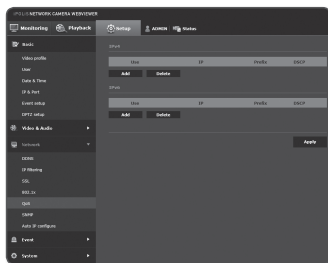 iPOLiS NETWORK CAMERA WEBVIEWER
Monitoring Playback Setup ADMIN Status
Basic
Video profile
User
Date & Time
IP & Port
Event setup
DPTZ setup
Video & Audio
Network
DDNS
IP filtering
SSL
802.1x
QoS
SNMP
Auto IP configure
Event
System
IPv4
Use IP Prefix DSCP
Add Delete
IPv6
Use IP Prefix DSCP
Add Delete
Apply